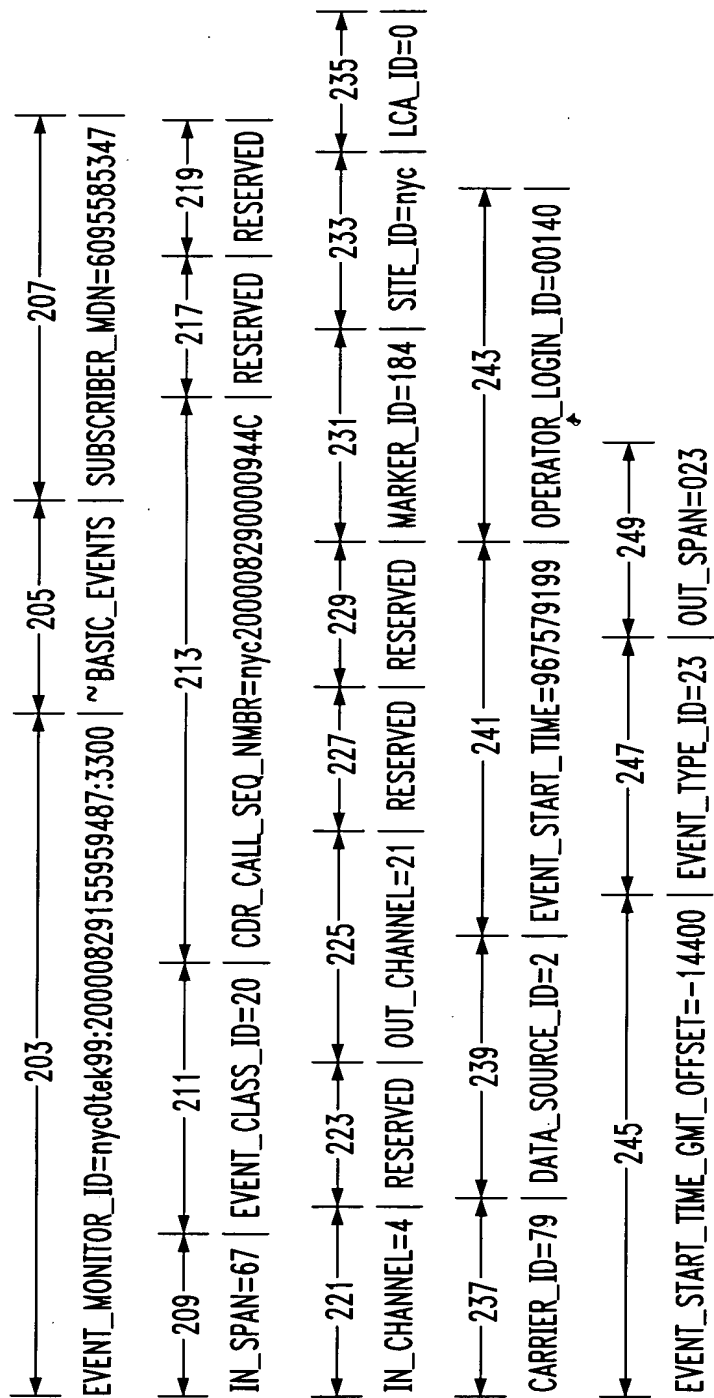 203 205 207
EVENT_MONITOR_ID=nyc0tek99:20000829155959487:3300 | ~BASIC_EVENTS | SUBSCRIBER_MDN=6095585347 |
209 211 213 217 219
IN_SPAN=67 | EVENT_CLASS_ID=20 | CDR_CALL_SEQ_NMBR=nyc200008290000944C | RESERVED | RESERVED |
221 223 225 227 229 231 233 235
IN_CHANNEL=4 | RESERVED | OUT_CHANNEL=21 | RESERVED | RESERVED | MARKER_ID=184 | SITE_ID=nyc | LCA_ID=0 |
237 239 241 243
CARRIER_ID=79 | DATA_SOURCE_ID=2 | EVENT_START_TIME=967579199 | OPERATOR_LOGIN_ID=00140 |
245 247 249
EVENT_START_TIME_GMT_OFFSET=-14400 | EVENT_TYPE_ID=23 | OUT_SPAN=023 |